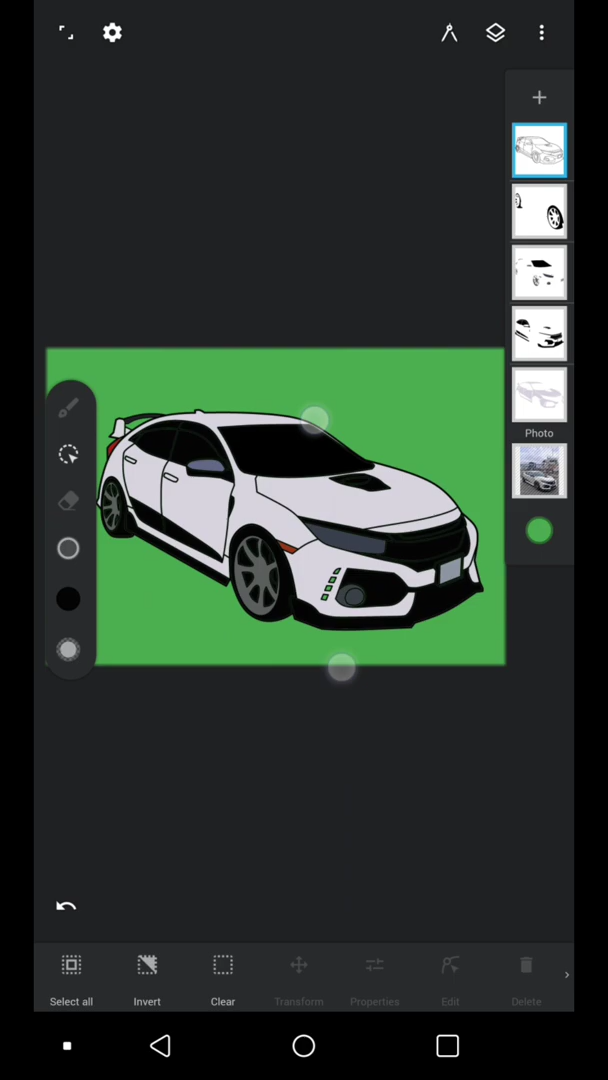 Photo
Select all
Invert
Clear
Transform
Properties
Edit
Delete